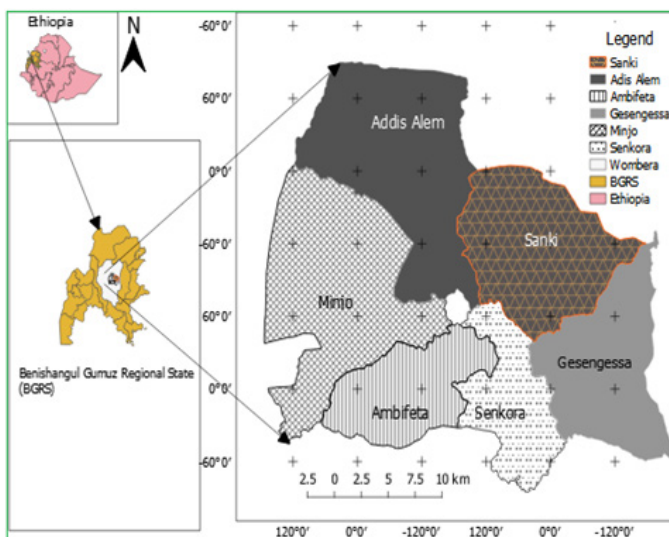 Ethiopia
N
Benishangul Gumuz Regional State
(BGRS)
-60°0′
60°0′
0°0′
-60°0′
60°0′
0°0′
-60°0′
Addis Alem
Sanki
Minjo
Gesengessa
Ambifeta
Senkora
2.5 0 2.5 5 7.5 10 km
120°0′ 0°0′ -120°0′ 120°0′ 0°0′ -120°0′
Legend
Sanki
Adis Alem
Ambifeta
Gesengessa
Minjo
Senkora
Wombera
BGRS
Ethiopia